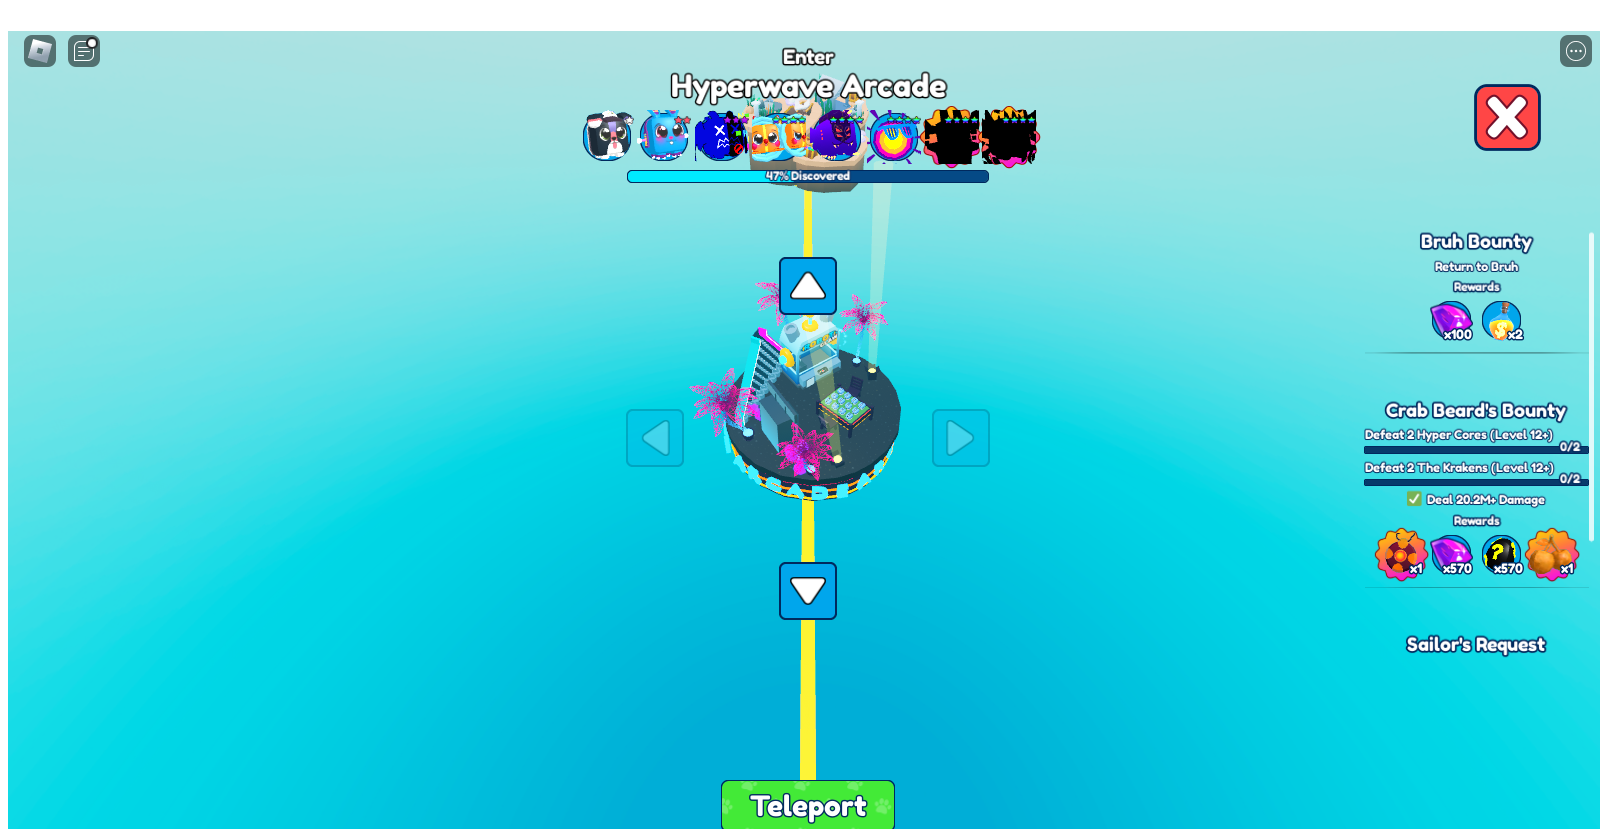 Enter
Hyperwave Arcade
47% Discovered
Bruh Bounty
Return to Bruh
Rewards
x100
x2
Crab Beard's Bounty
Defeat 2 Hyper Cores (Level 12+)
0/2
Defeat 2 The Krakens (Level 12+)
0/2
Deal 20.2M+ Damage
Rewards
x1
x570
?
x570
x1
Sailor's Request
Teleport